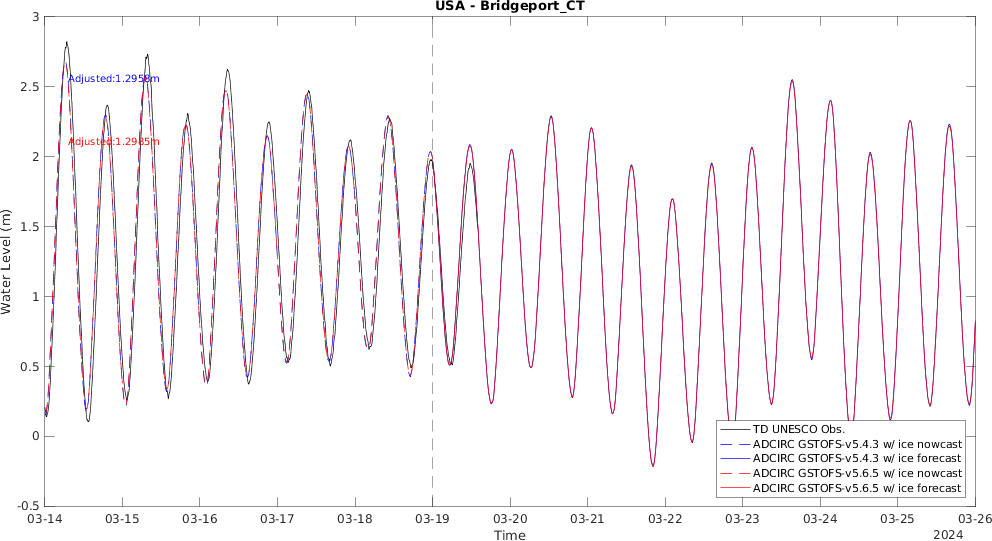 USA - Bridgeport_CT
3
2.5
2
1.5
1
0.5
0
-0.5
Water Level (m)
Adjusted:1.2958m
Adjusted:1.2985m
TD UNESCO Obs.
ADCIRC GSTOFS-v5.4.3 w/ ice nowcast
ADCIRC GSTOFS-v5.4.3 w/ ice forecast
ADCIRC GSTOFS-v5.6.5 w/ ice nowcast
ADCIRC GSTOFS-v5.6.5 w/ ice forecast
03-14 03-15 03-16 03-17 03-18 03-19 03-20 03-21 03-22 03-23 03-24 03-25 03-26
Time
2024